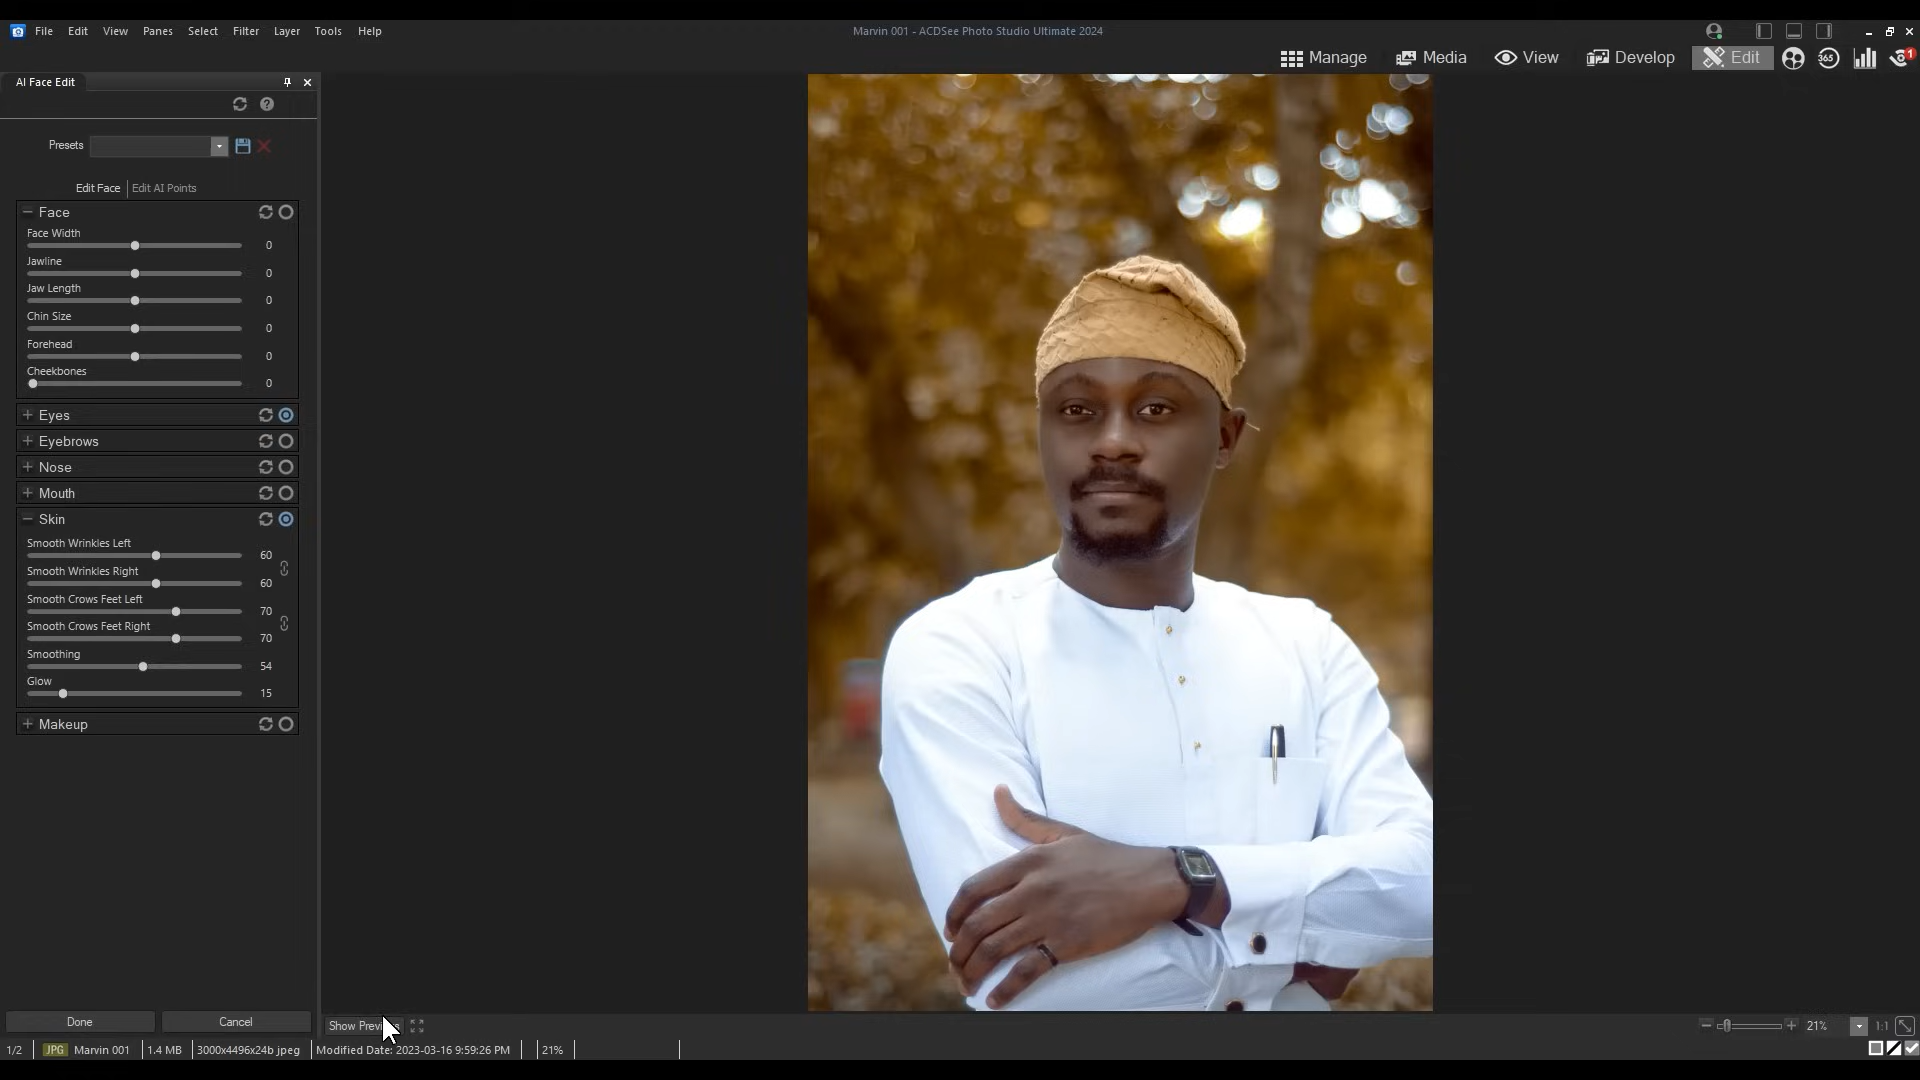 File Edit View Panes Select Filter Layer Tools Help
Marvin 001 - ACDSee Photo Studio Ultimate 2024
Manage Media View Develop Edit 365 1
AI Face Edit
Presets
Edit Face Edit AI Points
Face
Face Width 0
Jawline 0
Jaw Length 0
Chin Size 0
Forehead 0
Cheekbones 0
Eyes
Eyebrows
Nose
Mouth
Skin
Smooth Wrinkles Left 60
Smooth Wrinkles Right 60
Smooth Crows Feet Left 70
Smooth Crows Feet Right 70
Smoothing 54
Glow 15
Makeup
Done Cancel Show 21% 1:1
1/2 JPG Marvin 001 1.4 MB 3000x4496x24b jpeg Modified Date: 2023-03-16 9:59:26 PM 21%